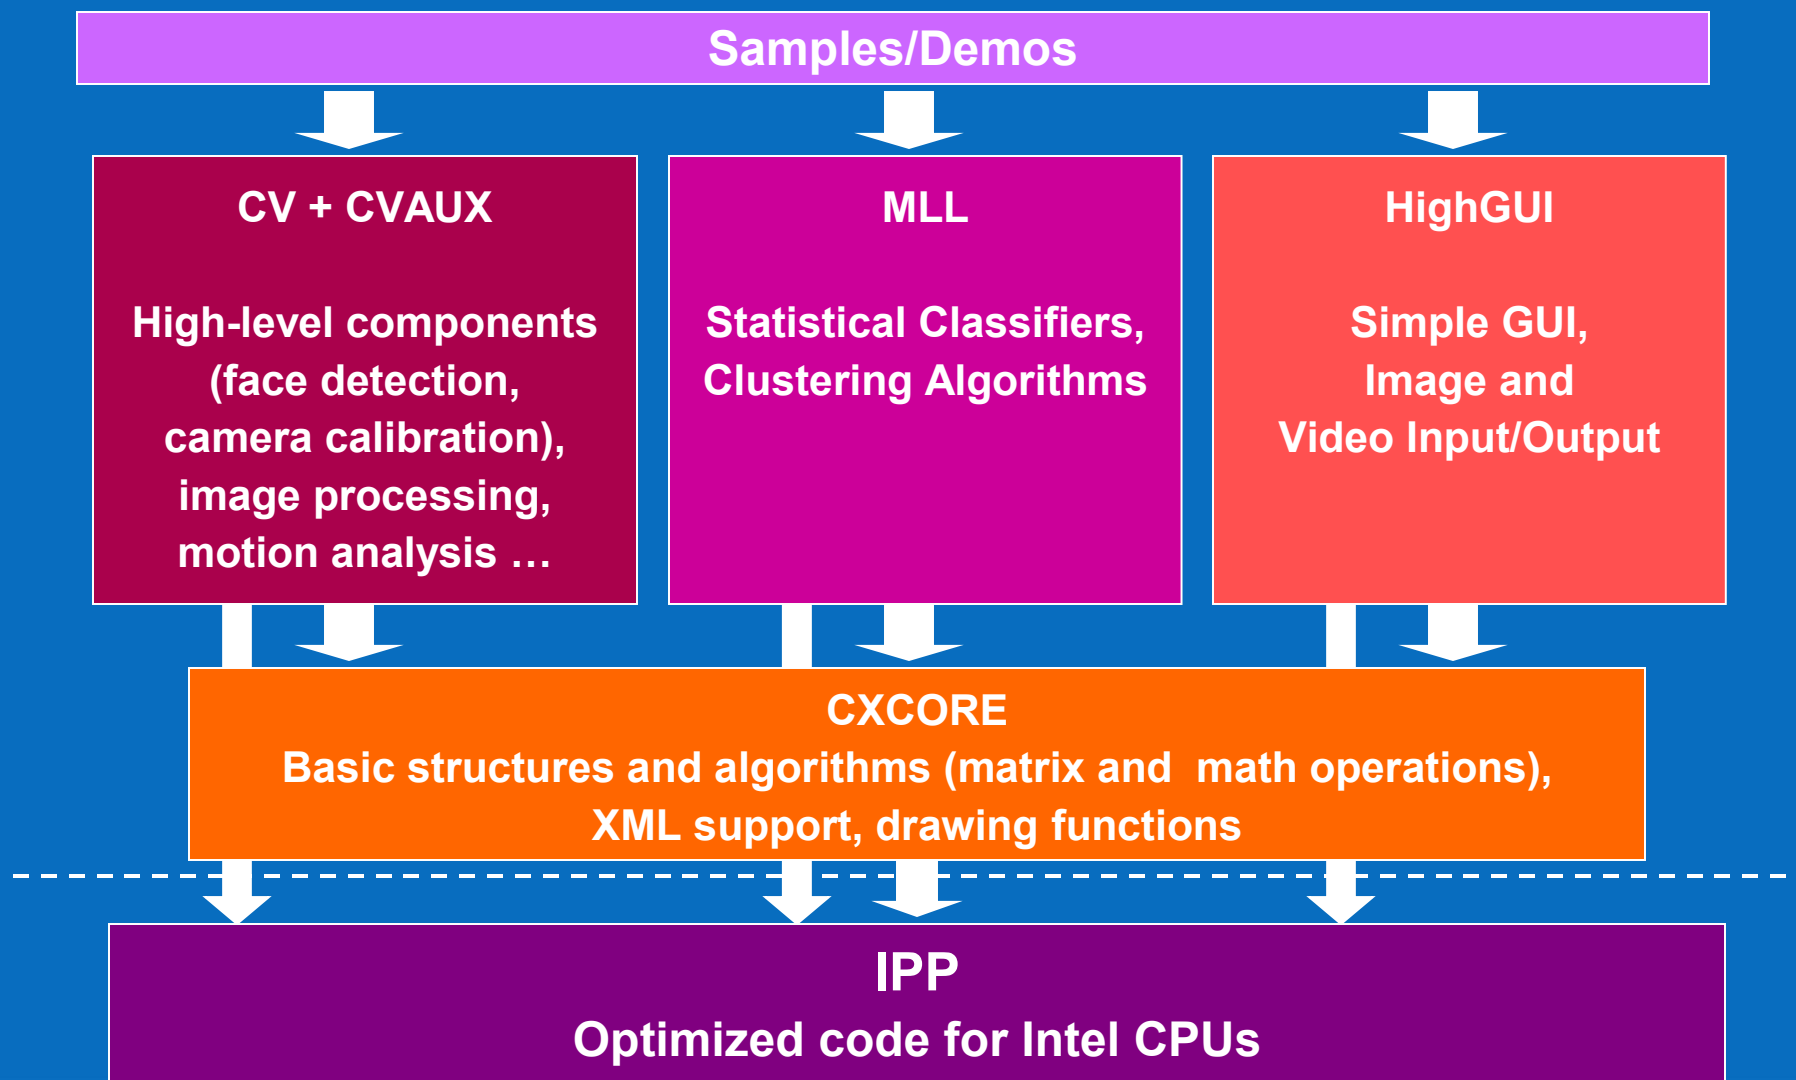 Samples/Demos
CV + CVAUX
High-level components
(face detection,
camera calibration),
image processing,
motion analysis …
MLL
Statistical Classifiers,
Clustering Algorithms
HighGUI
Simple GUI,
Image and
Video Input/Output
CXCORE
Basic structures and algorithms (matrix and  math operations),
XML support, drawing functions
IPP
Optimized code for Intel CPUs